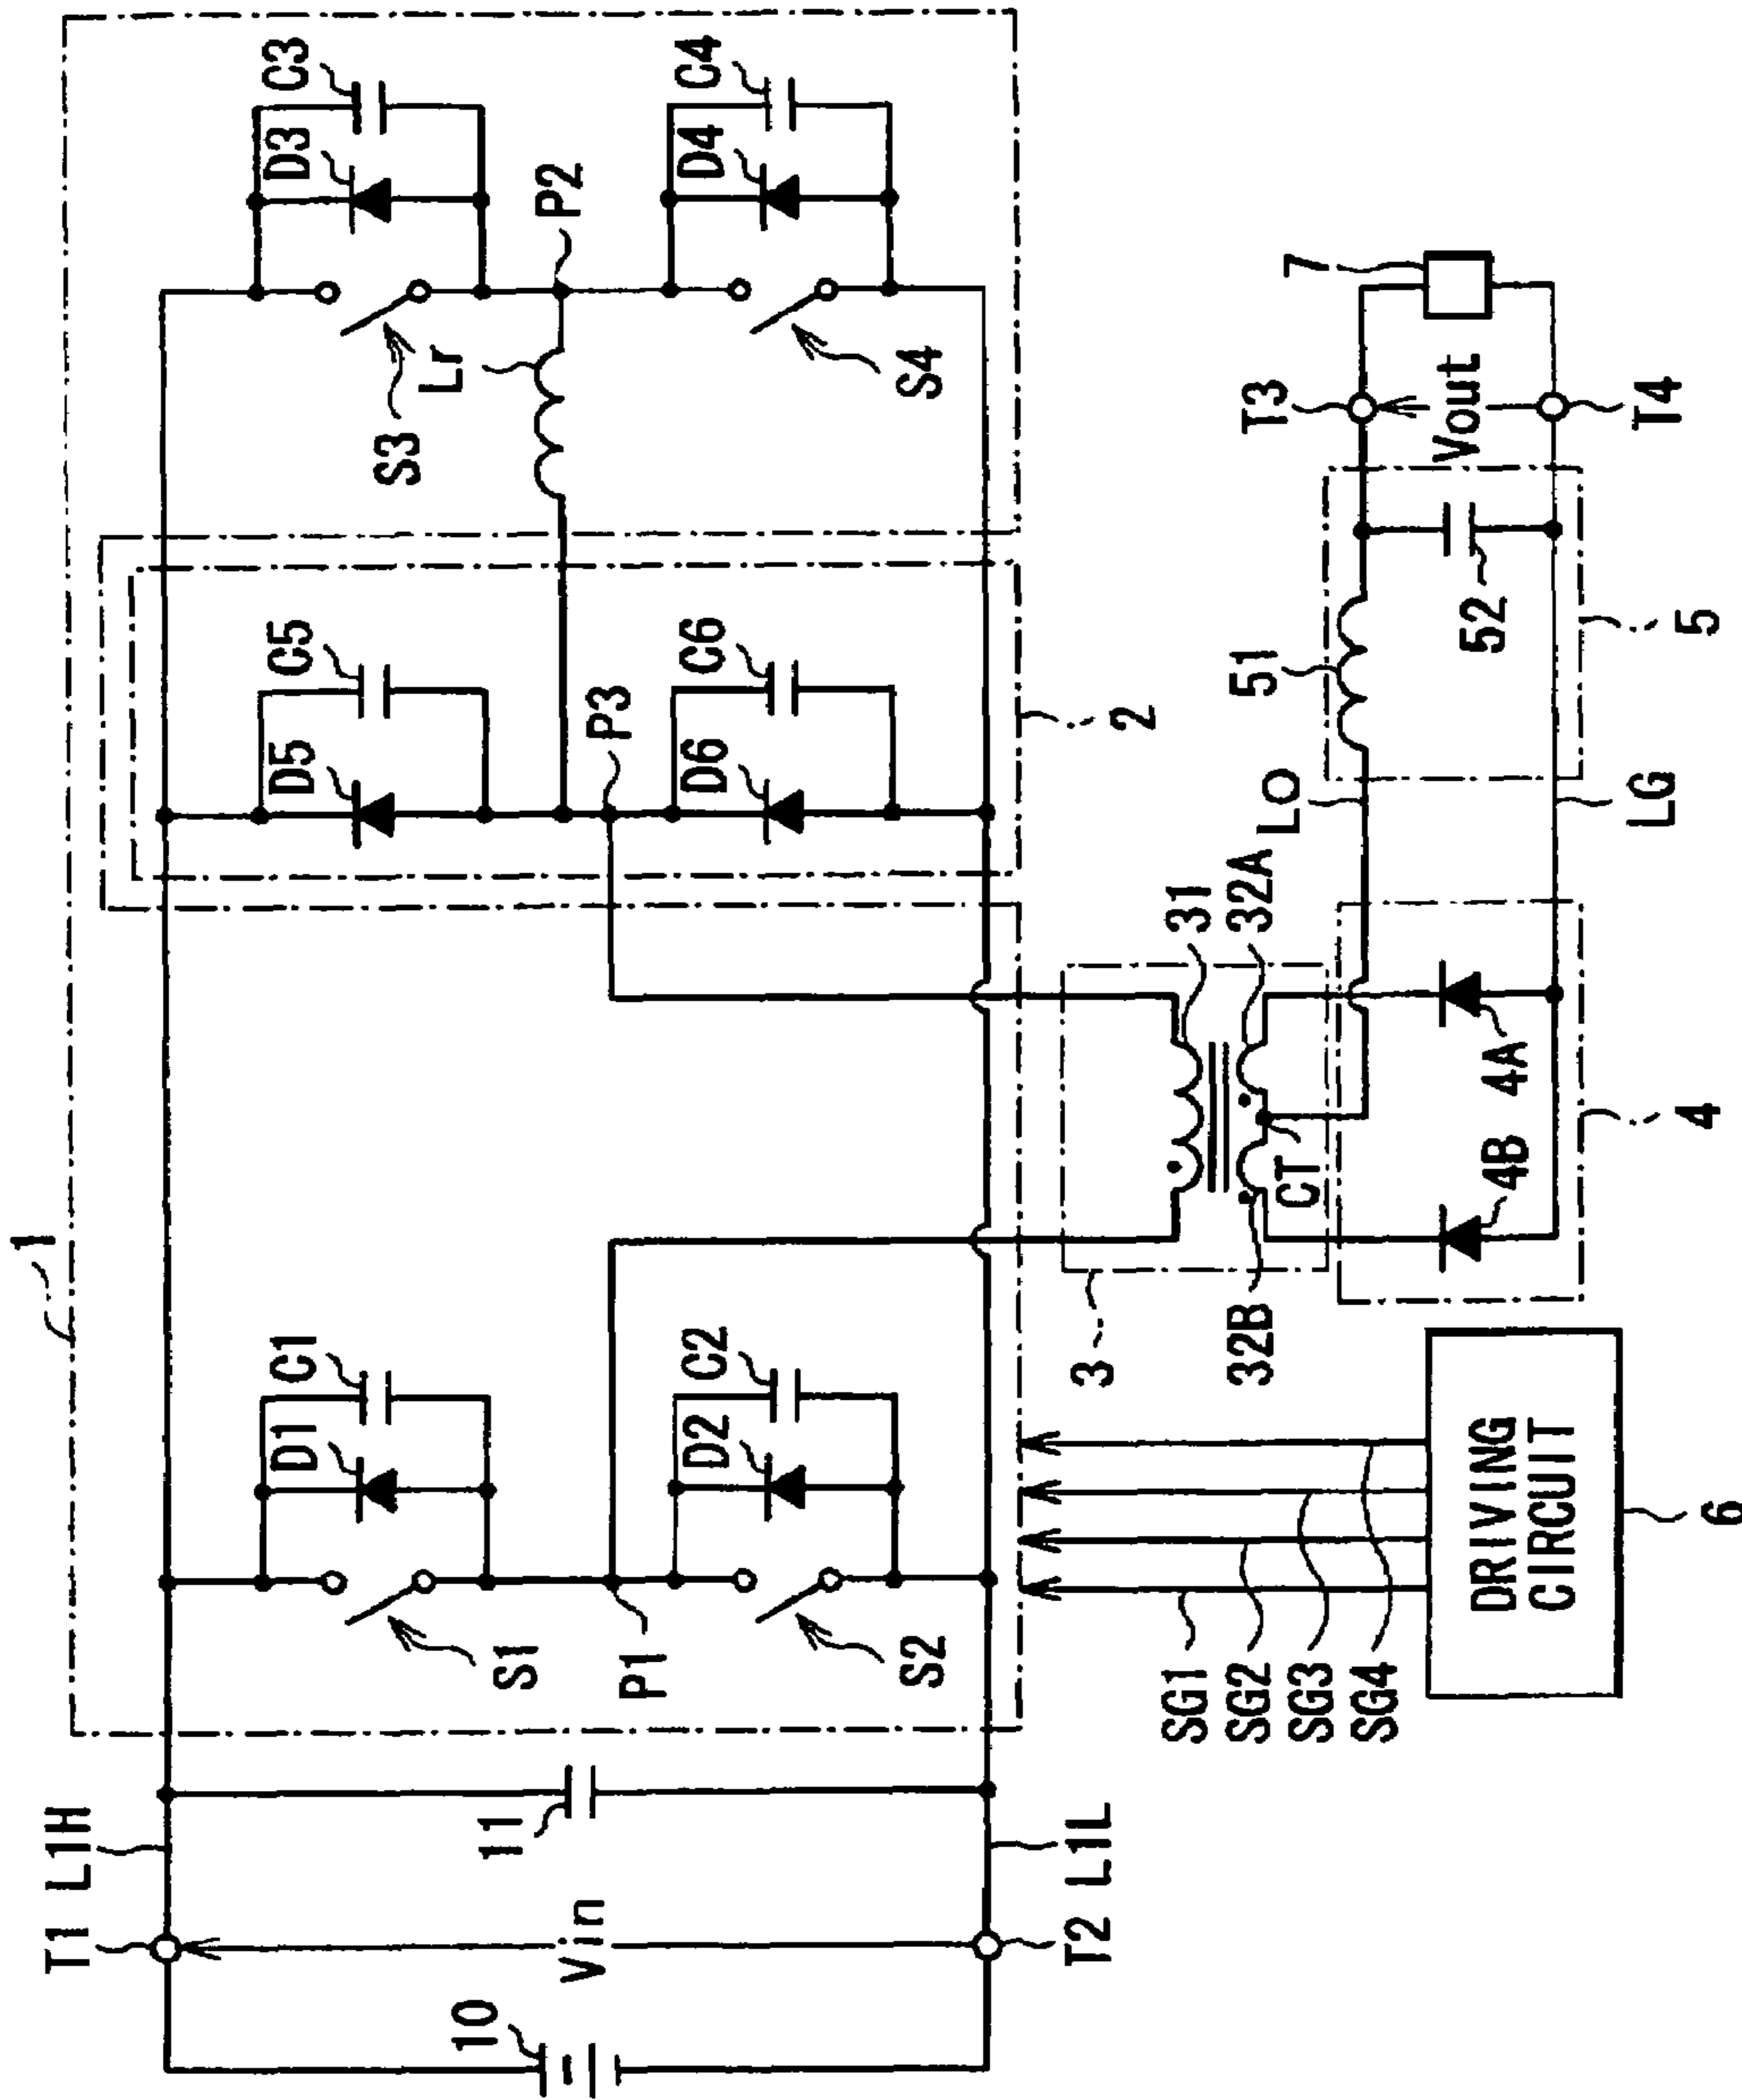 1
T1
L1H
10
Vin
11
T2
L1L
S1
D1
C1
P1
S2
D2
C2
D5
C5
P3
D6
C6
2
S3
Lr
D3
C3
P2
S4
D4
C4
SG1
SG2
SG3
SG4
DRIVING
CIRCUIT
6
3
31
32A
32B
CT
4B
4A
4
LO
51
LG
52
5
T3
Vout
T4
7